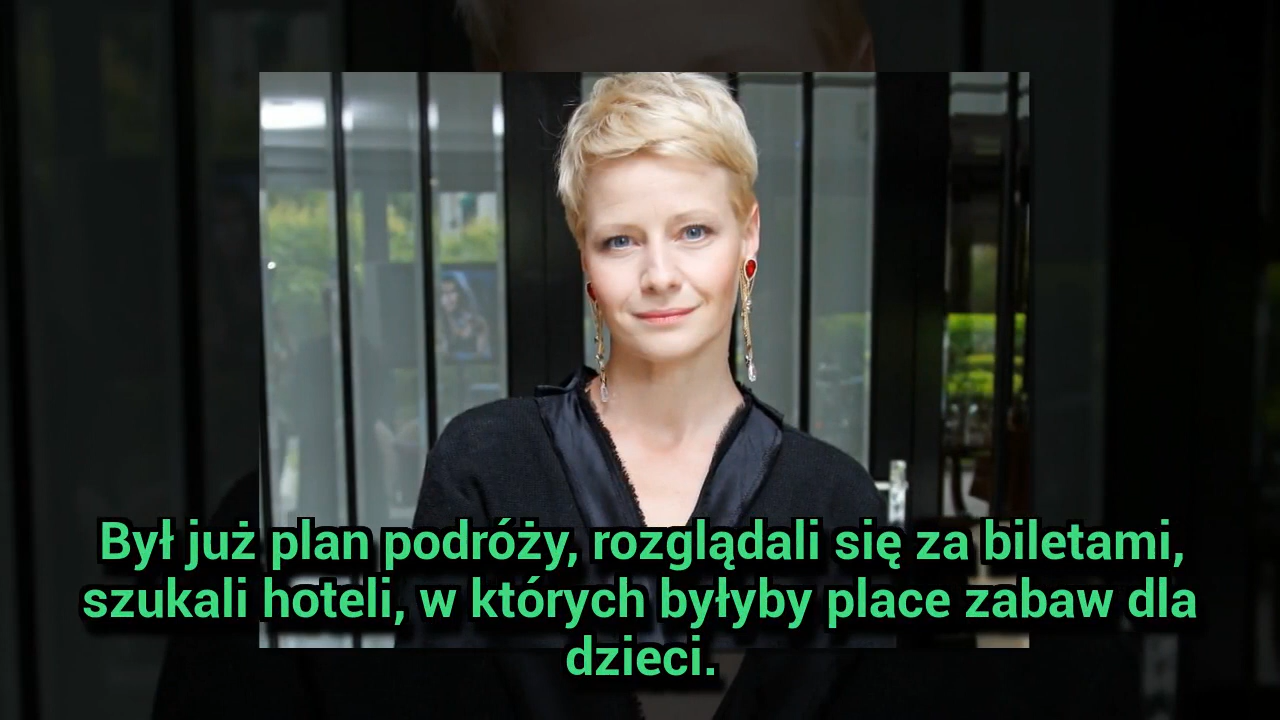 Był już plan podróży, rozglądali się za biletami,
szukali hoteli, w których byłyby place zabaw dla
dzieci.